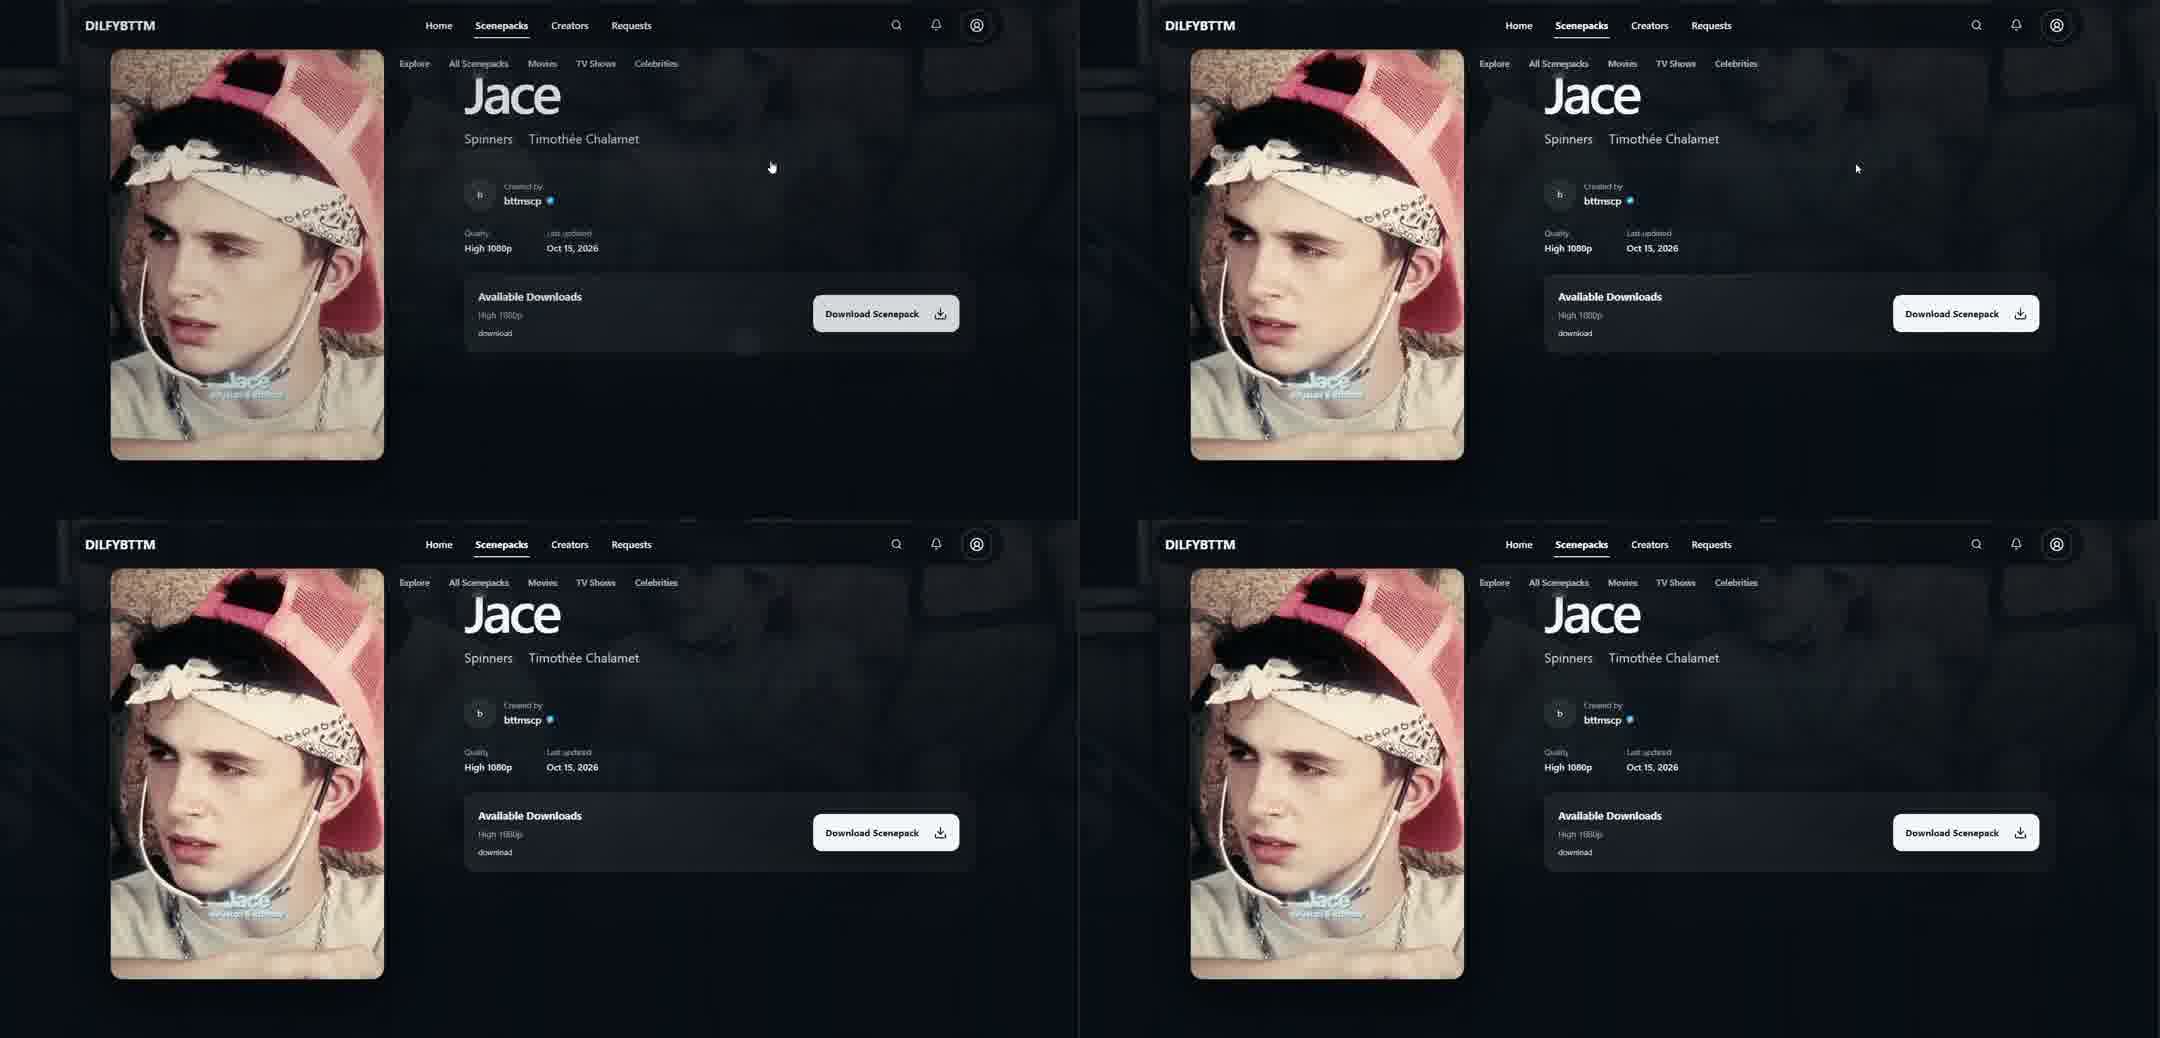 DILFYBTTM Home Scenepacks Creators Requests
Explore All Scenepacks Movies TV Shows Celebrities
Jace
Spinners Timothée Chalamet
b
Created by
bttmscp
Quality Last updated
High 1080p Oct 15, 2026
Available Downloads
High 1080p
download
Download Scenepack
Jace
DILFYBTTM Home Scenepacks Creators Requests
Explore All Scenepacks Movies TV Shows Celebrities
Jace
Spinners Timothée Chalamet
b
Created by
bttmscp
Quality Last updated
High 1080p Oct 15, 2026
Available Downloads
High 1080p
download
Download Scenepack
Jace
DILFYBTTM Home Scenepacks Creators Requests
Explore All Scenepacks Movies TV Shows Celebrities
Jace
Spinners Timothée Chalamet
b
Created by
bttmscp
Quality Last updated
High 1080p Oct 15, 2026
Available Downloads
High 1080p
download
Download Scenepack
Jace
DILFYBTTM Home Scenepacks Creators Requests
Explore All Scenepacks Movies TV Shows Celebrities
Jace
Spinners Timothée Chalamet
b
Created by
bttmscp
Quality Last updated
High 1080p Oct 15, 2026
Available Downloads
High 1080p
download
Download Scenepack
Jace